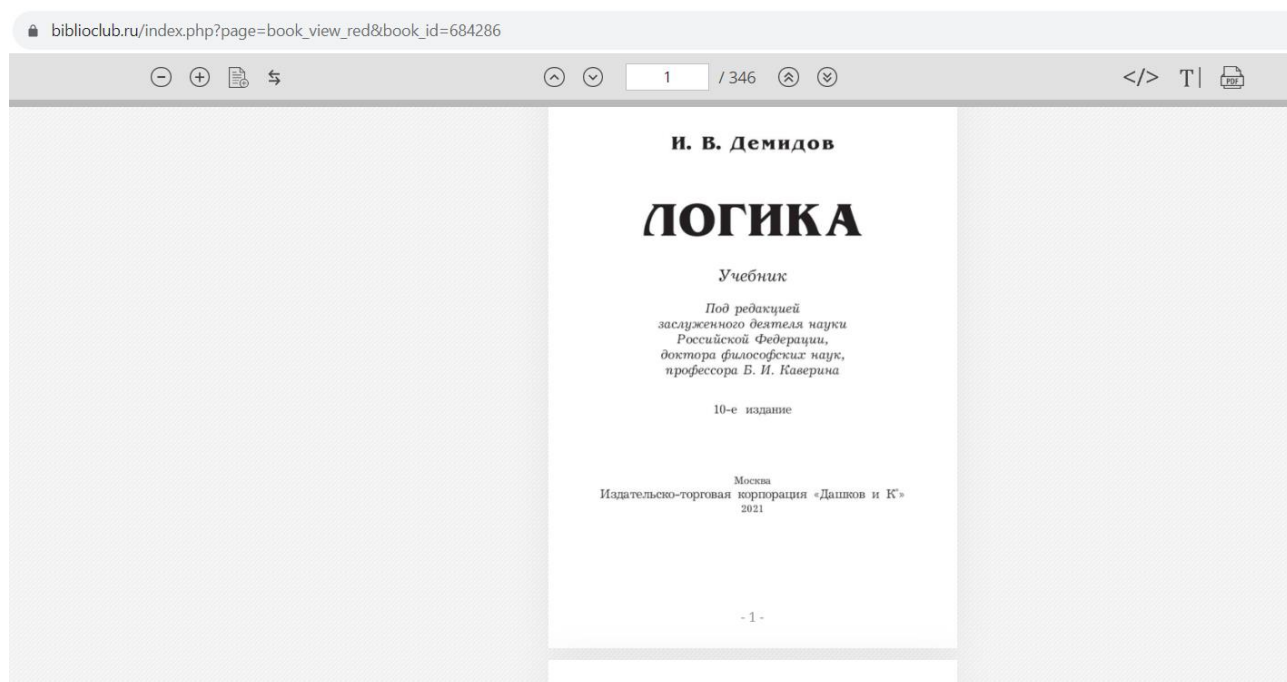 biblioclub.ru/index.php?page=book_view_red&book_id=684286
1 / 346 </> T| PDF
И. В. Демидов
ЛОГИКА
Учебник
Под редакцией
заслуженного деятеля науки
Российской Федерации,
доктора философских наук,
профессора Б. И. Каверина
10-е издание
Москва
Издательско-торговая корпорация «Дашков и К°»
2021
- 1 -